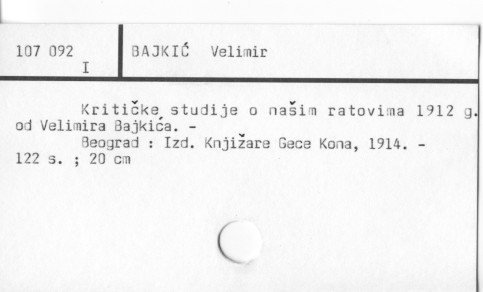 107 092
I
BAJKIĆ Velimir
Kritičke studije o našim ratovima 1912 g.
od Velimira Bajkića. -
Beograd : Izd. Knjižare Gece Kona, 1914. -
122 s. ; 20 cm